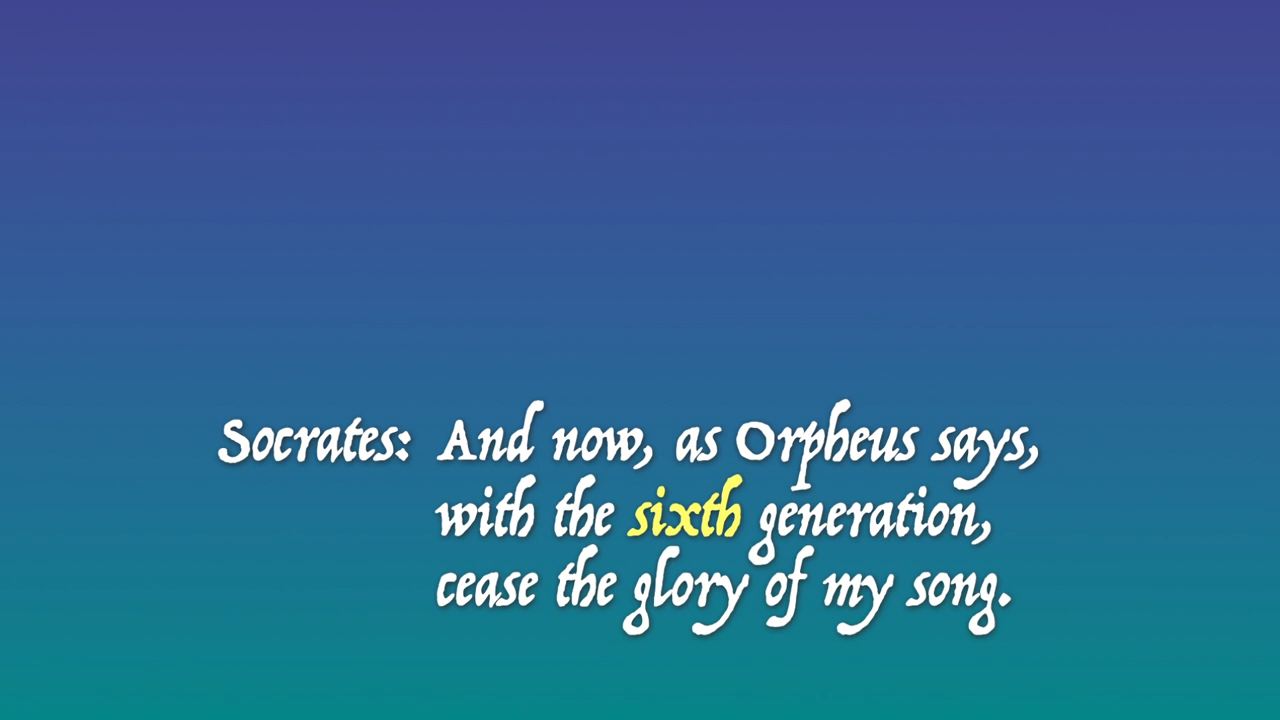 Socrates: And now, as Orpheus says,
with the sixth generation,
cease the glory of my song.